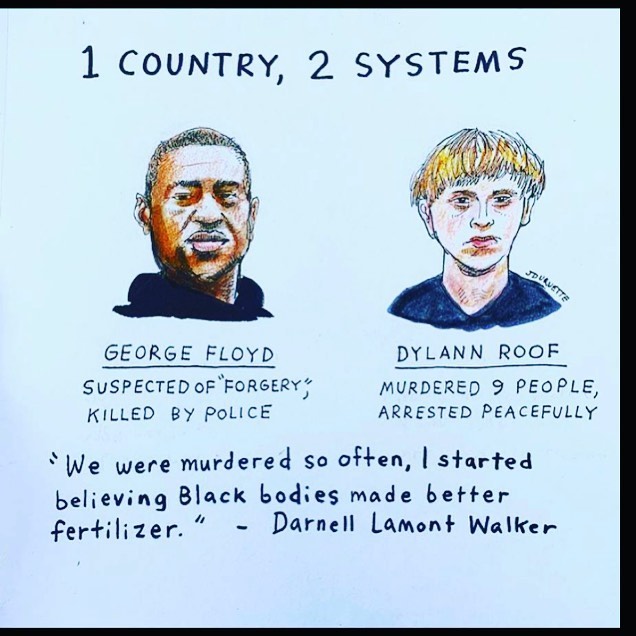 1 COUNTRY, 2 SYSTEMS
GEORGE FLOYD
DYLANN ROOF
SUSPECTED OF "FORGERY,"
KILLED BY POLICE
MURDERED 9 PEOPLE,
ARRESTED PEACEFULLY
JDURUETTE
"We were murdered so often, I started
believing Black bodies made better
fertilizer." - Darnell Lamont Walker